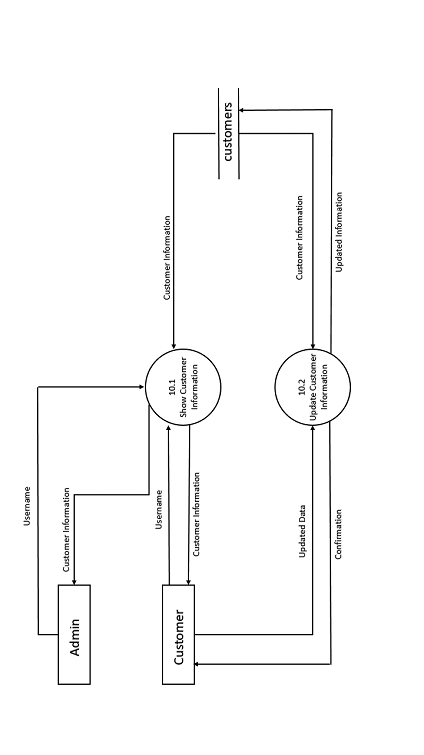 Admin
Customer
Username
Customer Information
Username
Customer Information
Updated Data
Confirmation
10.1
Show Customer
Information
10.2
Update Customer
Information
Customer Information
Customer Information
Updated Information
customers